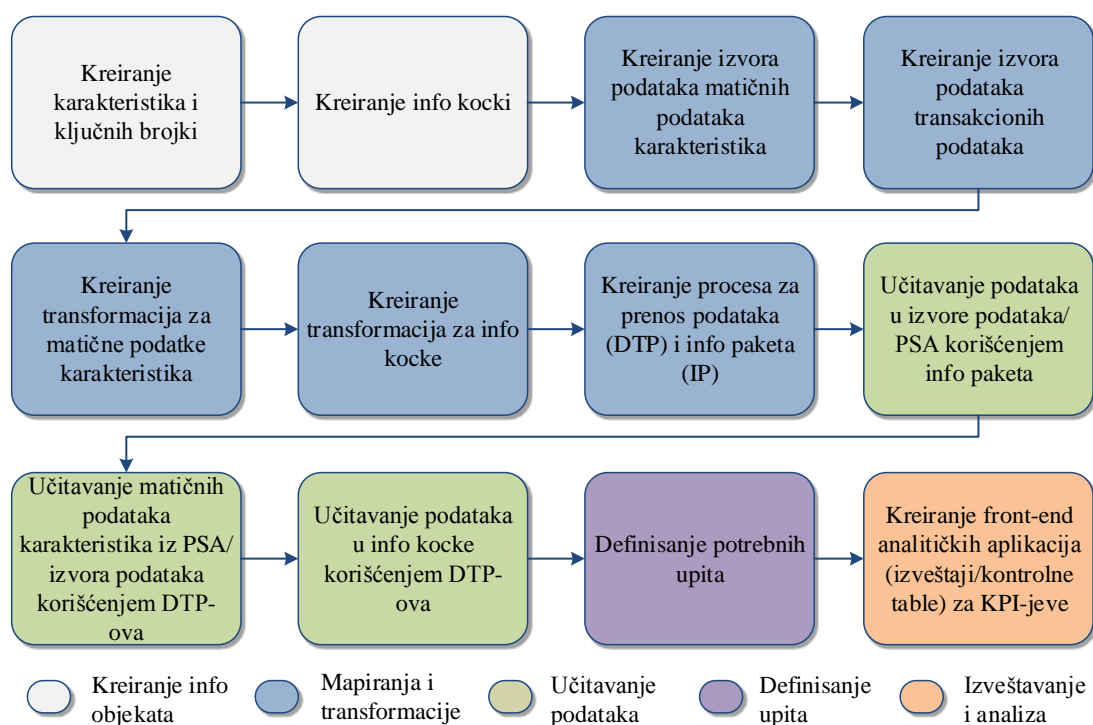 Kreiranje
karakteristika i
ključnih brojki
Kreiranje info kocki
Kreiranje izvora
podataka matičnih
podataka
karakteristika
Kreiranje izvora
podataka
transakcionih
podataka
Kreiranje
transformacija za
matične podatke
karakteristika
Kreiranje
transformacija za info
kocke
Kreiranje procesa za
prenos podataka
(DTP) i info paketa
(IP)
Učitavanje podataka
u izvore podataka/
PSA korišćenjem
info paketa
Učitavanje matičnih
podataka
karakteristika iz PSA/
izvora podataka
korišćenjem DTP-
ova
Učitavanje podataka
u info kocke
korišćenjem DTP-
ova
Definisanje potrebnih
upita
Kreiranje front-end
analitičkih aplikacija
(izveštaji/kontrolne
table) za KPI-jeve
Kreiranje info
objekata
Mapiranja i
transformacije
Učitavanje
podataka
Definisanje
upita
Izveštavanje
i analiza